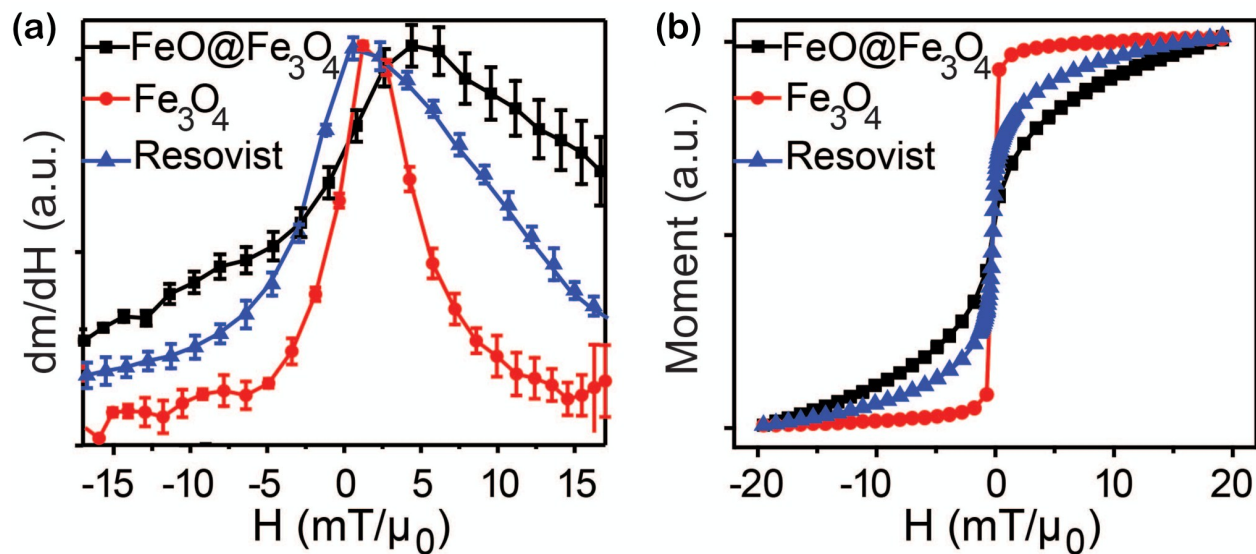 (a)
FeO@Fe₃O₄
Fe₃O₄
Resovist
dm/dH (a.u.)
-15 -10 -5 0 5 10 15
H (mT/μ₀)
(b)
FeO@Fe₃O₄
Fe₃O₄
Resovist
Moment (a.u.)
-20 -10 0 10 20
H (mT/μ₀)